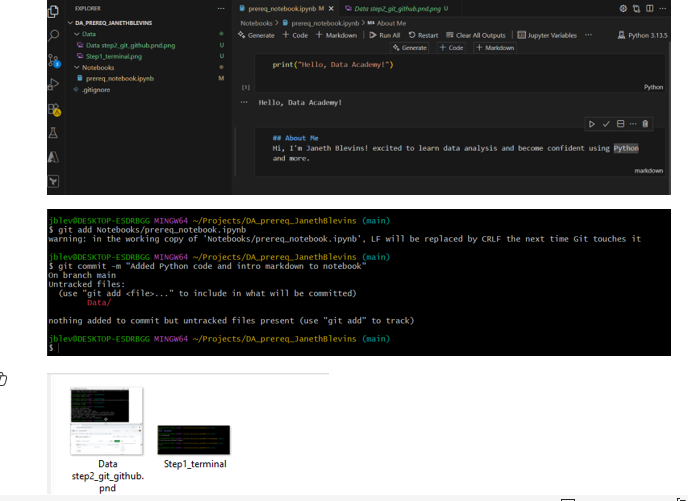 EXPLORER ...
prereq_notebook.ipynb M Data step2_git_github.pnd.png U
DA_PREREQ_JANETHBLEVINS
Notebooks > prereq_notebook.ipynb > About Me
Data
Generate + Code + Markdown Run All Restart Clear All Outputs Jupyter Variables ... Python 3.13.5
Data step2_git_github.pnd.png U
Generate + Code + Markdown
Step1_terminal.png U
Notebooks
print("Hello, Data Academy!")
prereq_notebook.ipynb M
.gitignore
[1] Python
... Hello, Data Academy!
## About Me
Hi, I'm Janeth Blevins! excited to learn data analysis and become confident using Python
and more.
markdown
jblev@DESKTOP-ESDRBGG MINGW64 ~/Projects/DA_prereq_JanethBlevins (main)
$ git add Notebooks/prereq_notebook.ipynb
warning: in the working copy of 'Notebooks/prereq_notebook.ipynb', LF will be replaced by CRLF the next time Git touches it
jblev@DESKTOP-ESDRBGG MINGW64 ~/Projects/DA_prereq_JanethBlevins (main)
$ git commit -m "Added Python code and intro markdown to notebook"
On branch main
Untracked files:
(use "git add <file>..." to include in what will be committed)
Data/
nothing added to commit but untracked files present (use "git add" to track)
jblev@DESKTOP-ESDRBGG MINGW64 ~/Projects/DA_prereq_JanethBlevins (main)
$
Data Step1_terminal
step2_git_github.
pnd